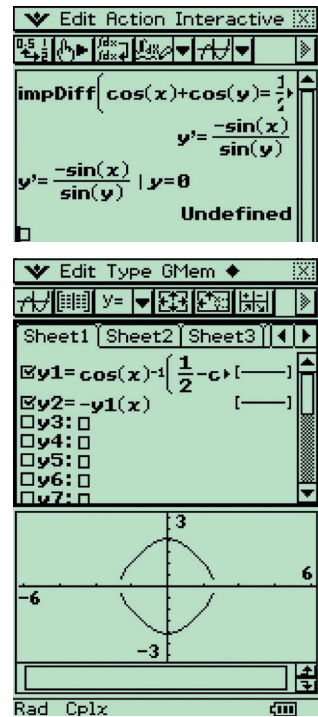 Edit Action Interactive
impDiff(cos(x)+cos(y)=1/2
y'=-sin(x)/sin(y)
y'=-sin(x)/sin(y) | y=0
Undefined
Edit Type GMem ◆
y=
Sheet1 Sheet2 Sheet3
y1=cos(x)⁻¹(1/2-c [—]
y2=-y1(x) [—]
y3:□
y4:□
y5:□
y6:□
y7:□
3
6
-6
-3
Rad Cplx